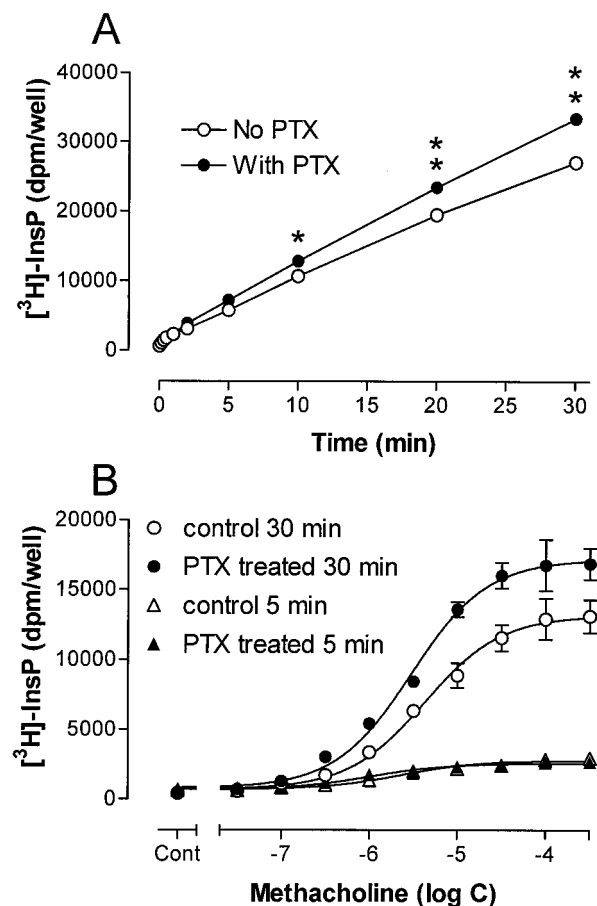 A
[³H]-InsP (dpm/well)
40000
30000
20000
10000
0
No PTX
With PTX
*
*
*
*
*
0 5 10 15 20 25 30
Time (min)
B
[³H]-InsP (dpm/well)
20000
15000
10000
5000
0
control 30 min
PTX treated 30 min
control 5 min
PTX treated 5 min
Cont -7 -6 -5 -4
Methacholine (log C)